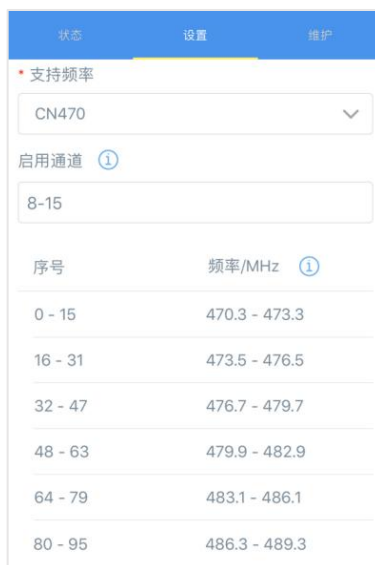 状态 设置 维护
* 支持频率
CN470
启用通道
8-15
序号 频率/MHz
0 - 15 470.3 - 473.3
16 - 31 473.5 - 476.5
32 - 47 476.7 - 479.7
48 - 63 479.9 - 482.9
64 - 79 483.1 - 486.1
80 - 95 486.3 - 489.3